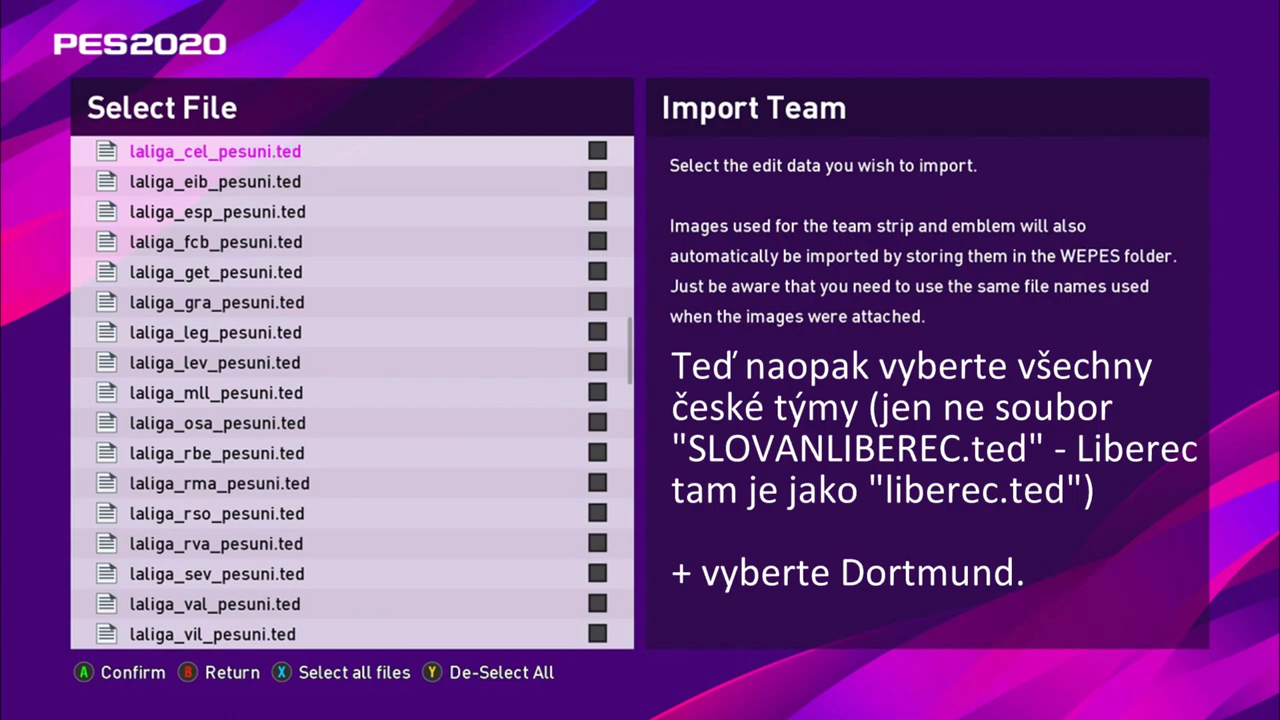 PES2020
Select File
laliga_cel_pesuni.ted
laliga_eib_pesuni.ted
laliga_esp_pesuni.ted
laliga_fcb_pesuni.ted
laliga_get_pesuni.ted
laliga_gra_pesuni.ted
laliga_leg_pesuni.ted
laliga_lev_pesuni.ted
laliga_mll_pesuni.ted
laliga_osa_pesuni.ted
laliga_rbe_pesuni.ted
laliga_rma_pesuni.ted
laliga_rso_pesuni.ted
laliga_rva_pesuni.ted
laliga_sev_pesuni.ted
laliga_val_pesuni.ted
laliga_vil_pesuni.ted
Import Team
Select the edit data you wish to import.
Images used for the team strip and emblem will also
automatically be imported by storing them in the WEPES folder.
Just be aware that you need to use the same file names used
when the images were attached.
Teď naopak vyberte všechny
české týmy (jen ne soubor
"SLOVANLIBEREC.ted" - Liberec
tam je jako "liberec.ted")
+ vyberte Dortmund.
A Confirm B Return X Select all files Y De-Select All